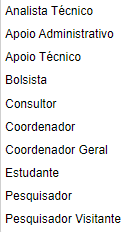 Analista Técnico
Apoio Administrativo
Apoio Técnico
Bolsista
Consultor
Coordenador
Coordenador Geral
Estudante
Pesquisador
Pesquisador Visitante